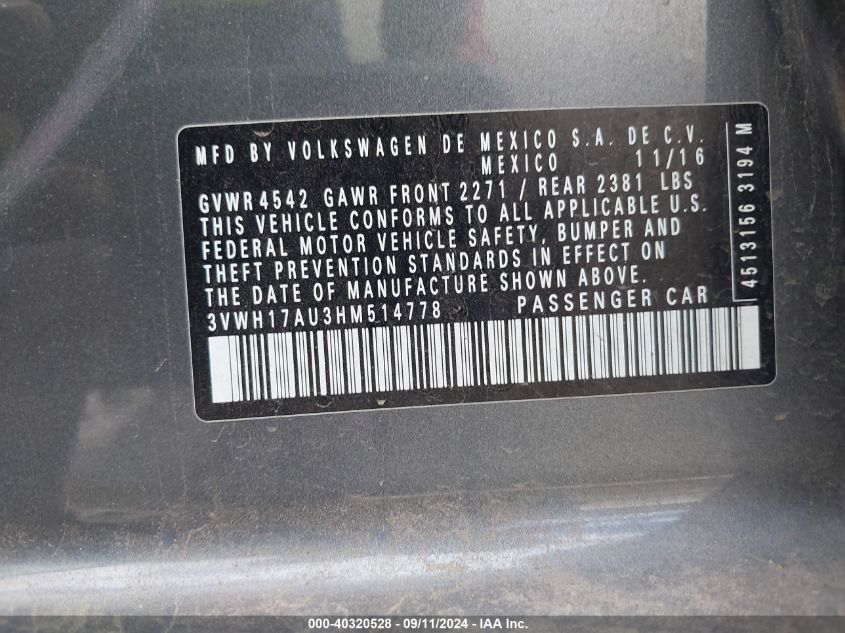 MFD BY VOLKSWAGEN DE MEXICO S.A. DE C.V.
MEXICO 11/16
GVWR 4542 GAWR FRONT 2271 / REAR 2381 LBS
THIS VEHICLE CONFORMS TO ALL APPLICABLE U.S.
FEDERAL MOTOR VEHICLE SAFETY, BUMPER AND
THEFT PREVENTION STANDARDS IN EFFECT ON
THE DATE OF MANUFACTURE SHOWN ABOVE.
3VWH17AU3HM514778 PASSENGER CAR
4513156 3194 M
000-40320528 - 09/11/2024 - IAA Inc.